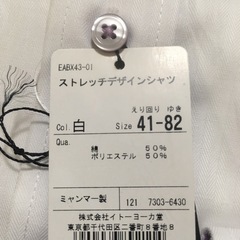 EABX43-01
ストレッチデザインシャツ
えり回り ゆき
Col. 白 Size 41-82
Qua.
綿 50%
ポリエステル 50%
ミャンマー製 121 7303-6430
株式会社イトーヨーカ堂
東京都千代田区二番町8番地8